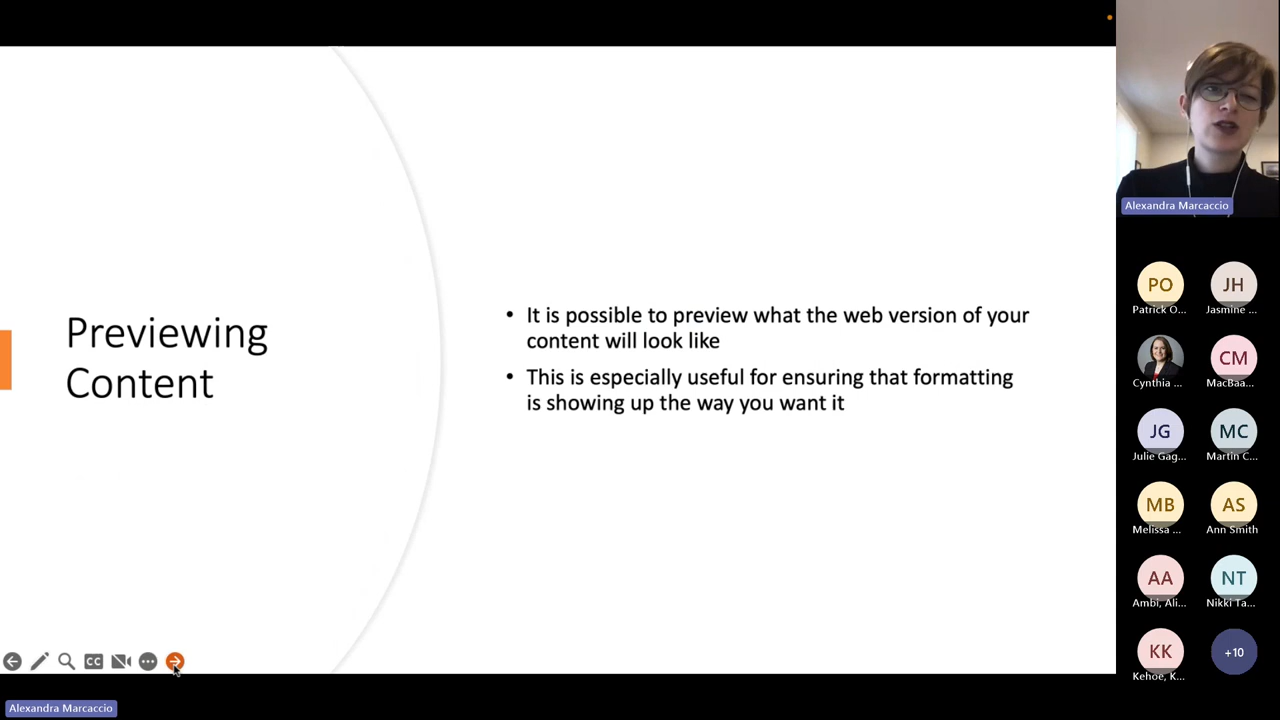 Previewing
Content
• It is possible to preview what the web version of your
content will look like
• This is especially useful for ensuring that formatting
is showing up the way you want it
CC
Alexandra Marcaccio
Alexandra Marcaccio
PO
Patrick O...
JH
Jasmine ...
Cynthia ...
CM
MacBaa...
JG
Julie Gag...
MC
Martin C...
MB
Melissa ...
AS
Ann Smith
AA
Ambi, Ali...
NT
Nikki Ta...
KK
Kehoe, K...
+10